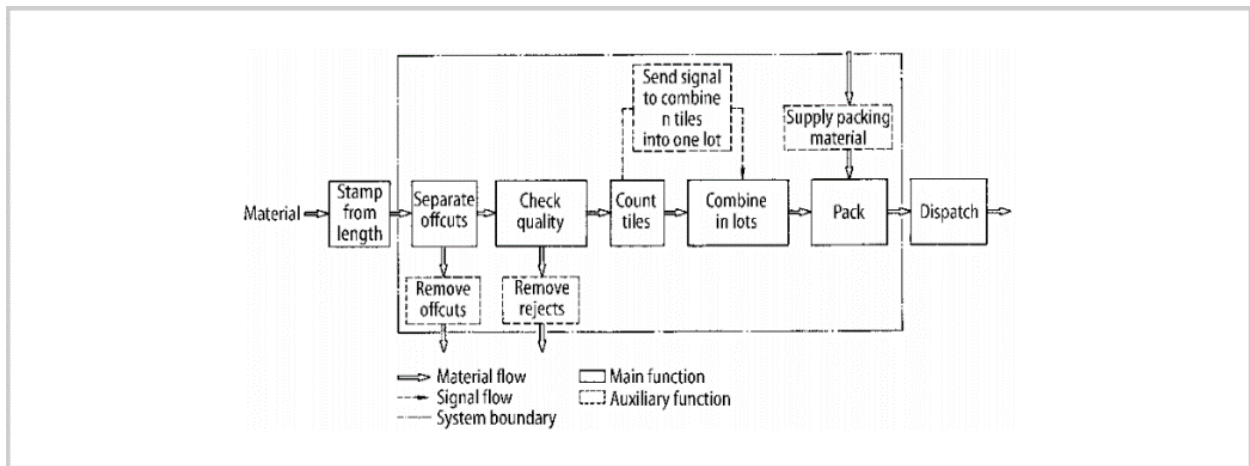 Send signal
to combine
n tiles
into one lot
Supply packing
material
Material
Stamp
from
length
Separate
offcuts
Check
quality
Count
tiles
Combine
in lots
Pack
Dispatch
Remove
offcuts
Remove
rejects
Material flow
Signal flow
System boundary
Main function
Auxiliary function